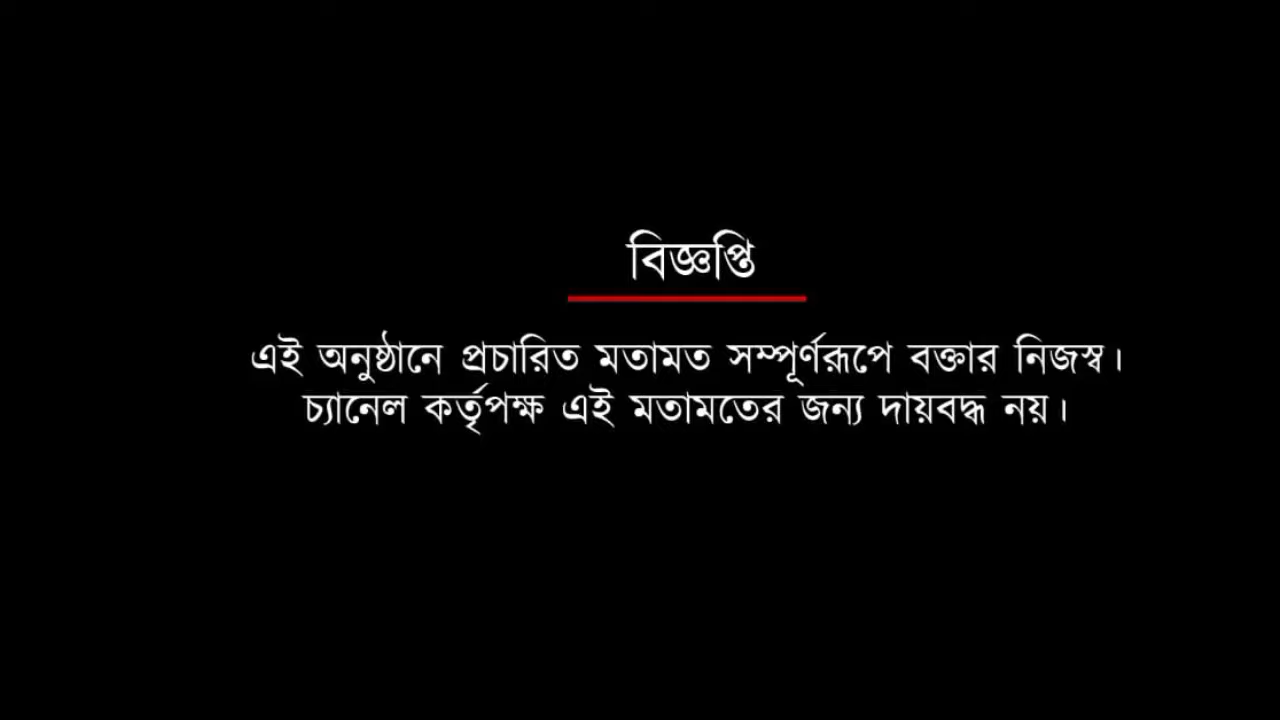 বিজ্ঞপ্তি
এই অনুষ্ঠানে প্রচারিত মতামত সম্পূর্ণরূপে বক্তার নিজস্ব।
চ্যানেল কর্তৃপক্ষ এই মতামতের জন্য দায়বদ্ধ নয়।